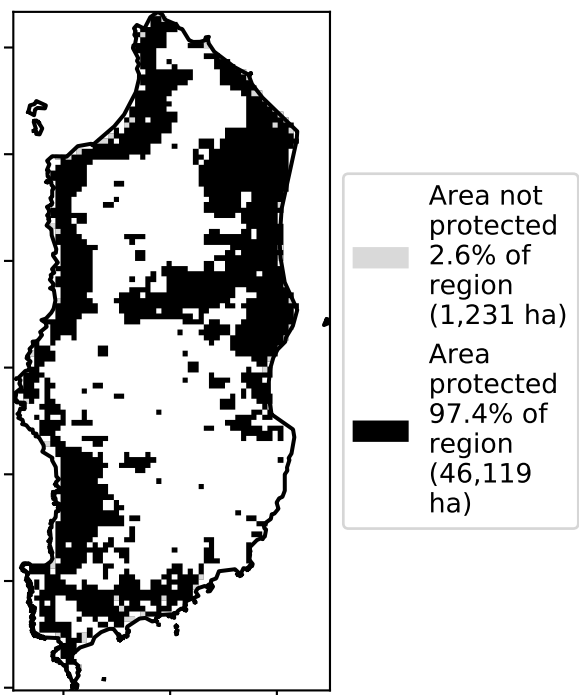 Area not
protected
2.6% of
region
(1,231 ha)
Area
protected
97.4% of
region
(46,119
ha)